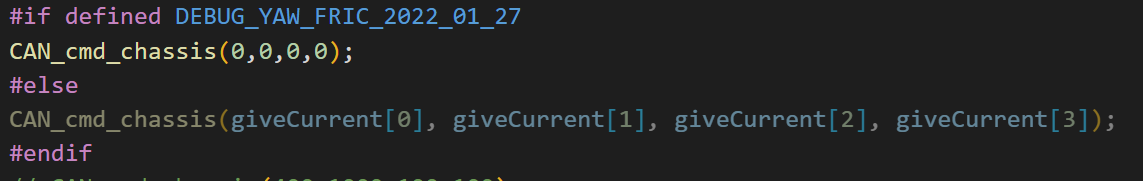 #if defined DEBUG_YAW_FRIC_2022_01_27
CAN_cmd_chassis(0,0,0,0);
#else
CAN_cmd_chassis(giveCurrent[0], giveCurrent[1], giveCurrent[2], giveCurrent[3]);
#endif